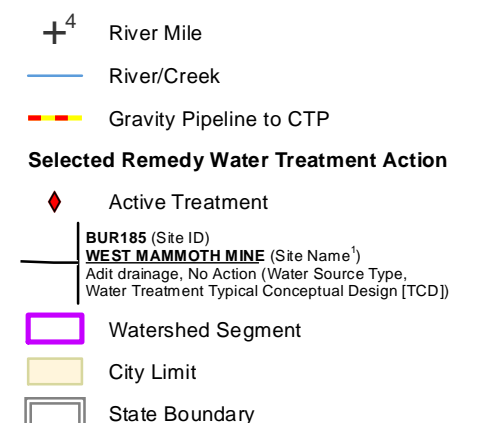 +4 River Mile
River/Creek
Gravity Pipeline to CTP
Selected Remedy Water Treatment Action
Active Treatment
BUR185 (Site ID)
WEST MAMMOTH MINE (Site Name1)
Adit drainage, No Action (Water Source Type,
Water Treatment Typical Conceptual Design [TCD])
Watershed Segment
City Limit
State Boundary